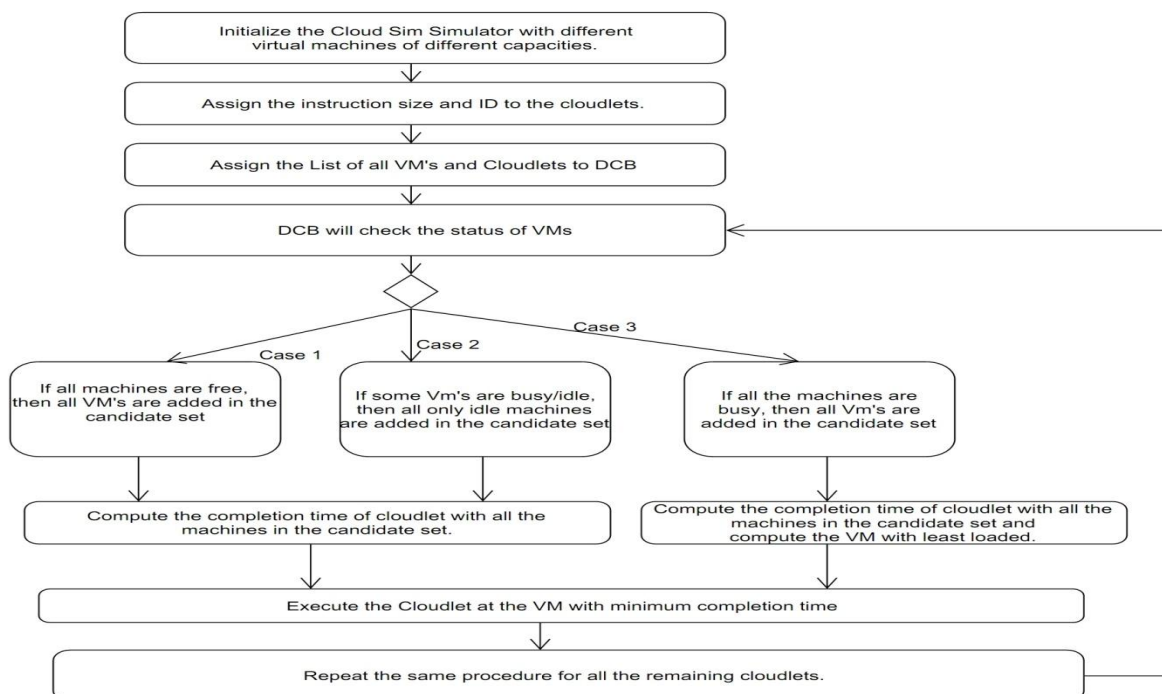 Initialize the Cloud Sim Simulator with different
virtual machines of different capacities.
Assign the instruction size and ID to the cloudlets.
Assign the List of all VM's and Cloudlets to DCB
DCB will check the status of VMs
Case 1
Case 2
Case 3
If all machines are free,
then all VM's are added in the
candidate set
If some Vm's are busy/idle,
then all only idle machines
are added in the candidate set
If all the machines are
busy, then all Vm's are
added in the candidate set
Compute the completion time of cloudlet with all the
machines in the candidate set.
Compute the completion time of cloudlet with all the
machines in the candidate set and
compute the VM with least loaded.
Execute the Cloudlet at the VM with minimum completion time
Repeat the same procedure for all the remaining cloudlets.